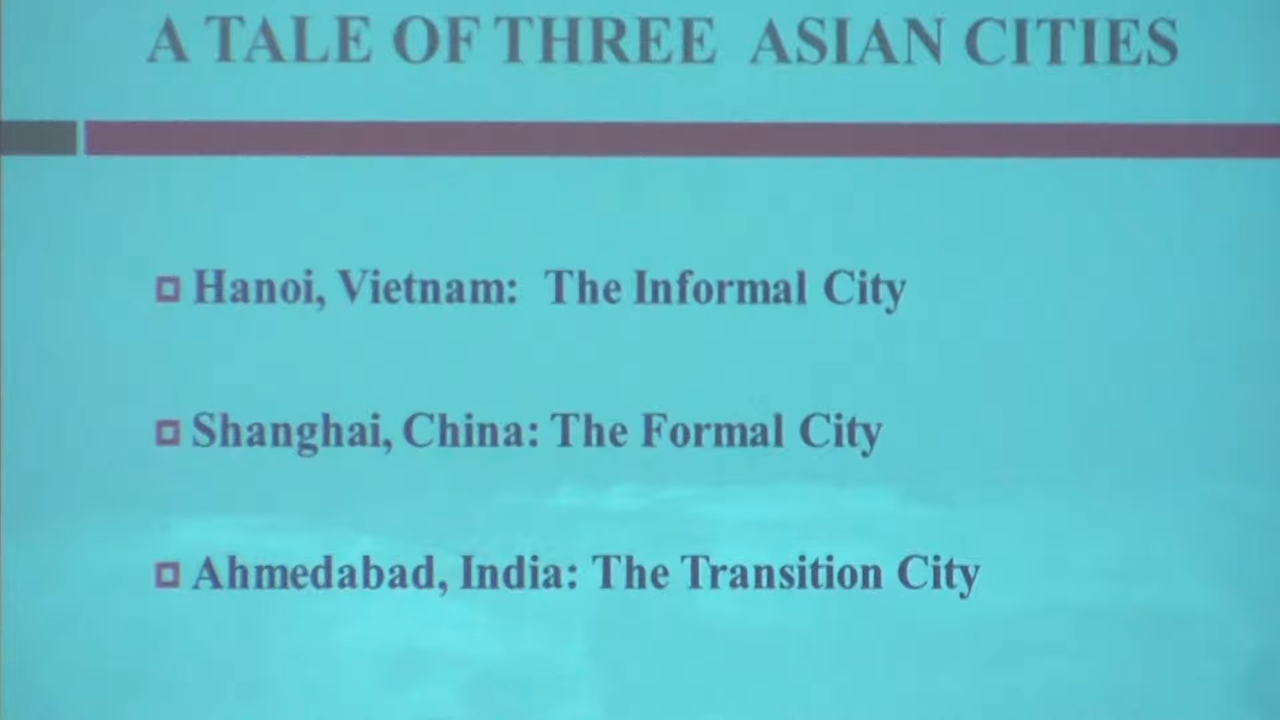 A TALE OF THREE ASIAN CITIES
Hanoi, Vietnam: The Informal City
Shanghai, China: The Formal City
Ahmedabad, India: The Transition City